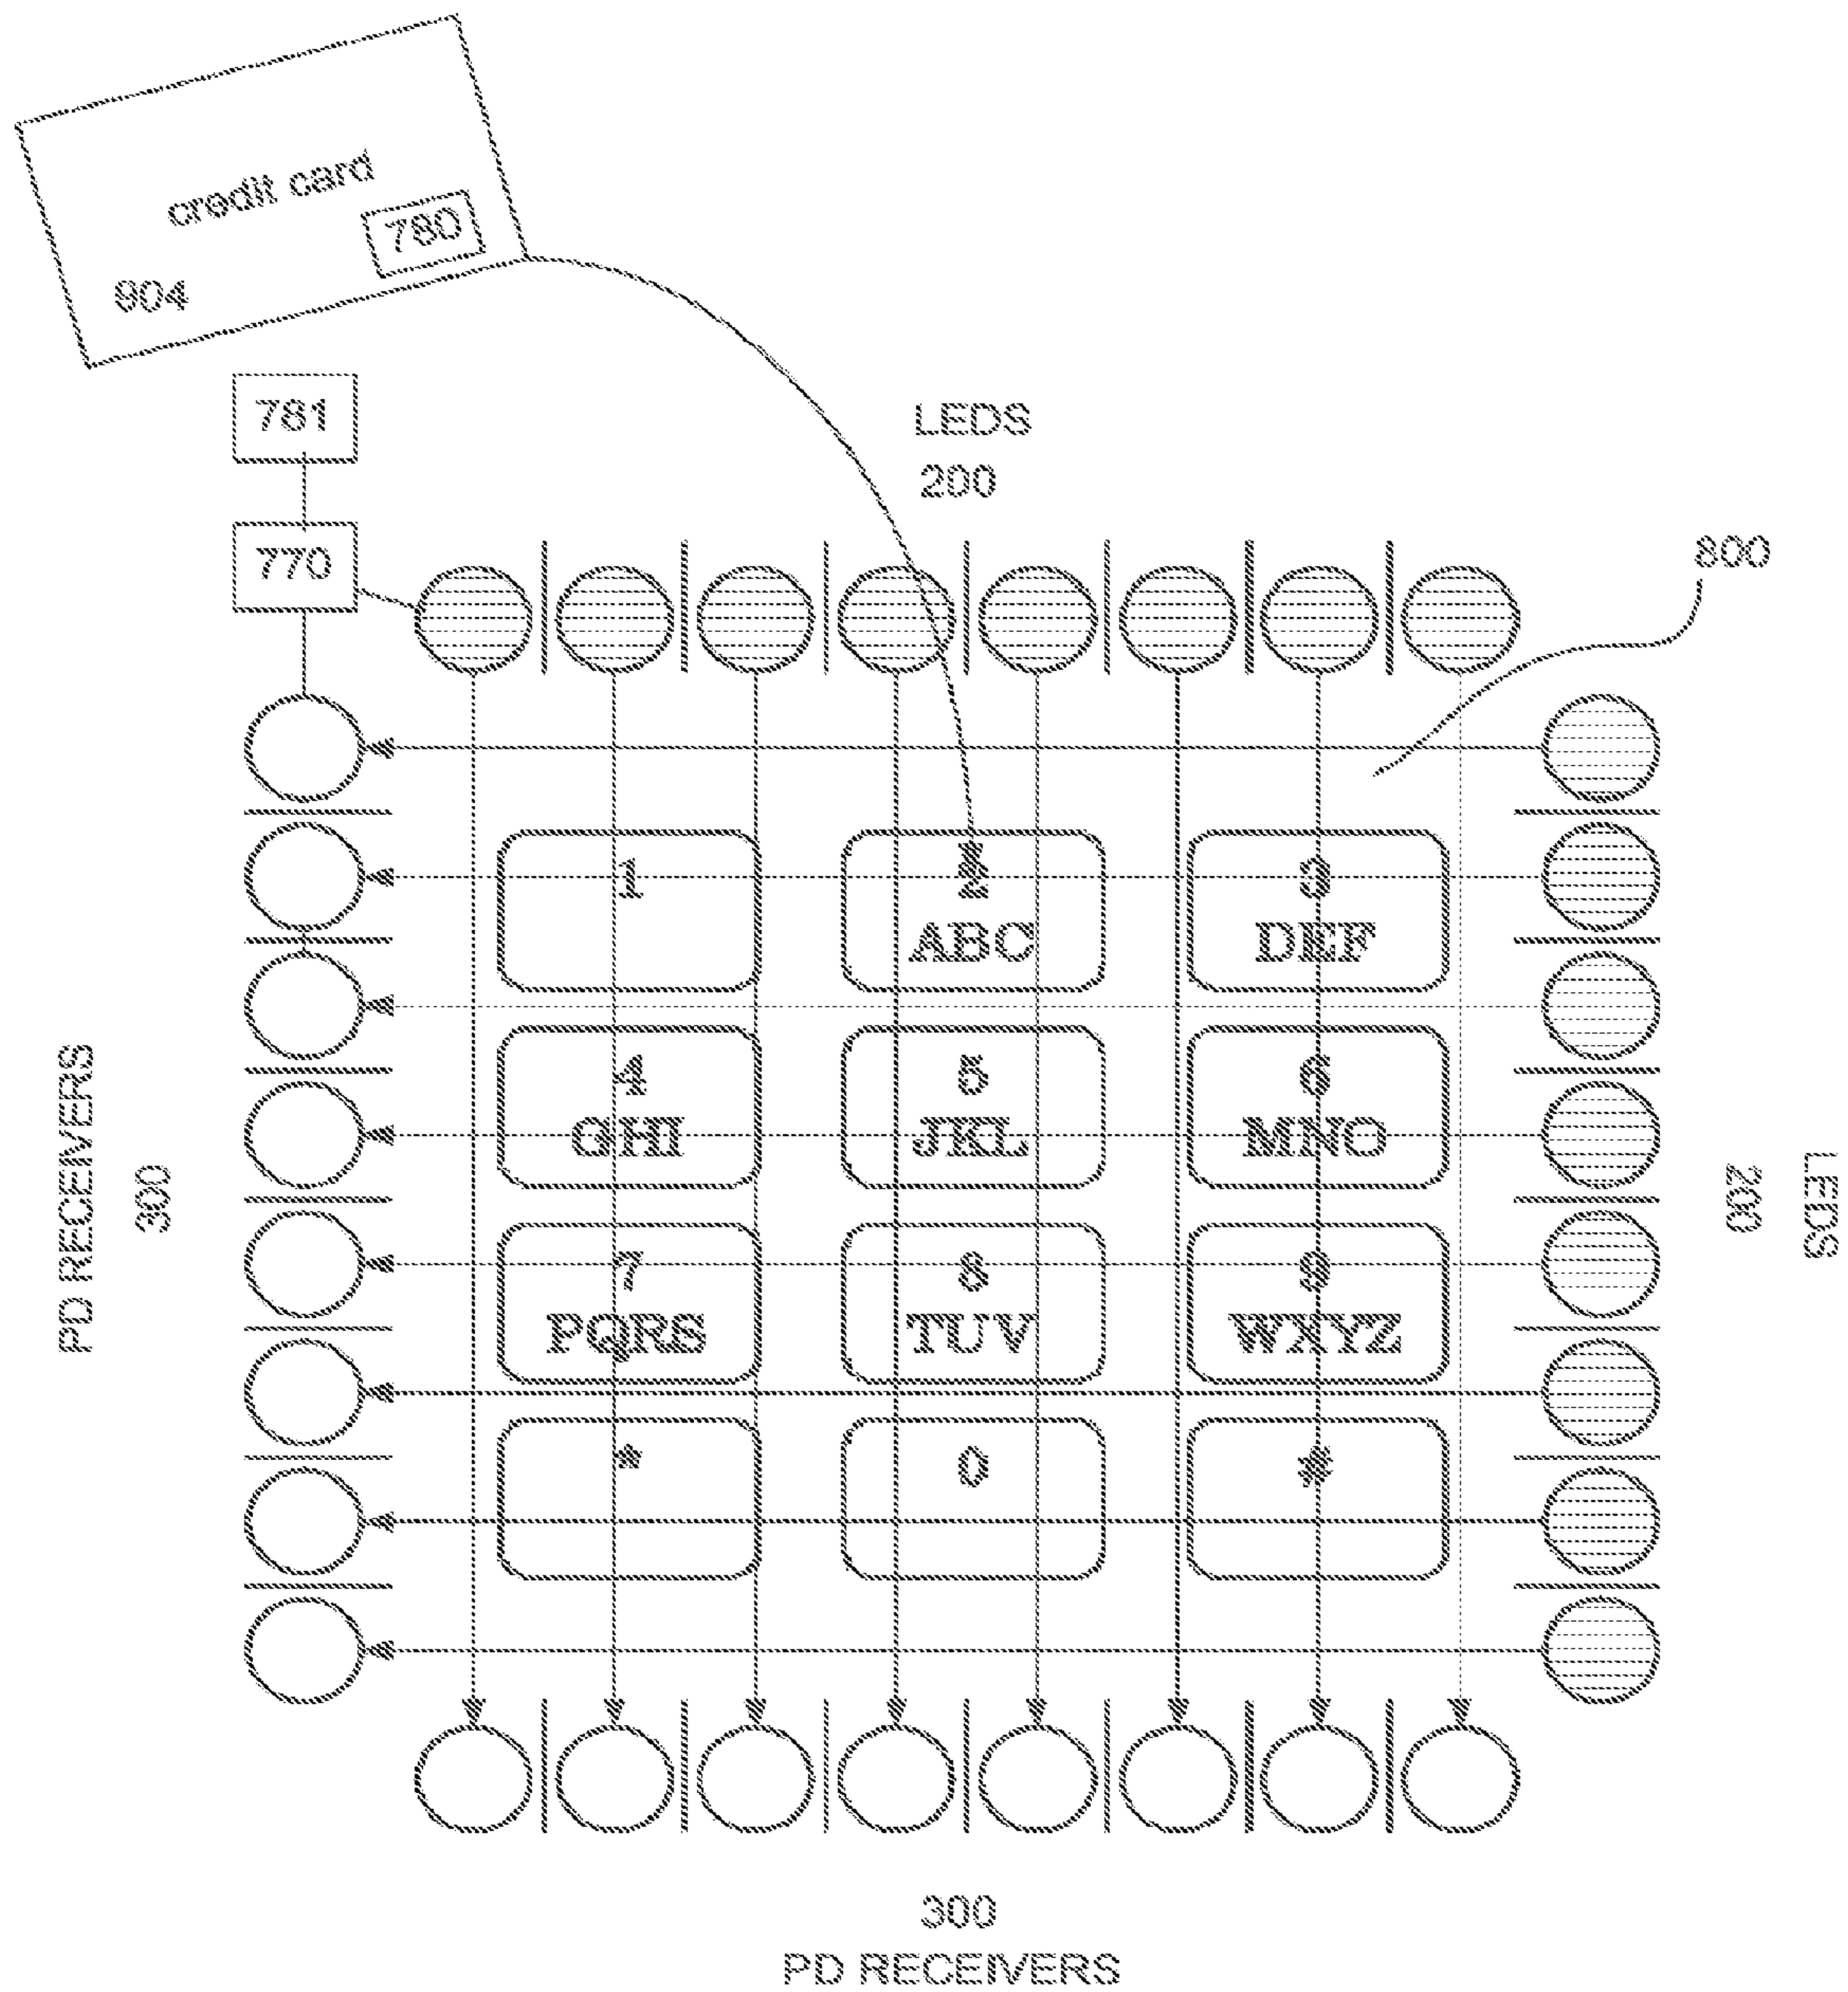 credit card
780
904
781
LEDS
200
770
800
1
2
ABC
3
DEF
4
GHI
5
JKL
6
MNO
7
PQRS
8
TUV
9
WXYZ
*
0
#
PD RECEIVERS
300
LEDS
200
300
PD RECEIVERS